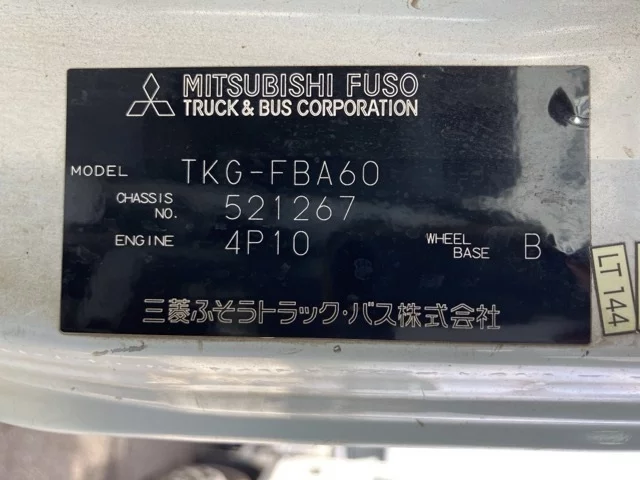 MITSUBISHI FUSO
TRUCK & BUS CORPORATION
MODEL TKG-FBA60
CHASSIS NO. 521267
ENGINE 4P10 WHEEL BASE B
三菱ふそうトラック・バス株式会社
LT 144